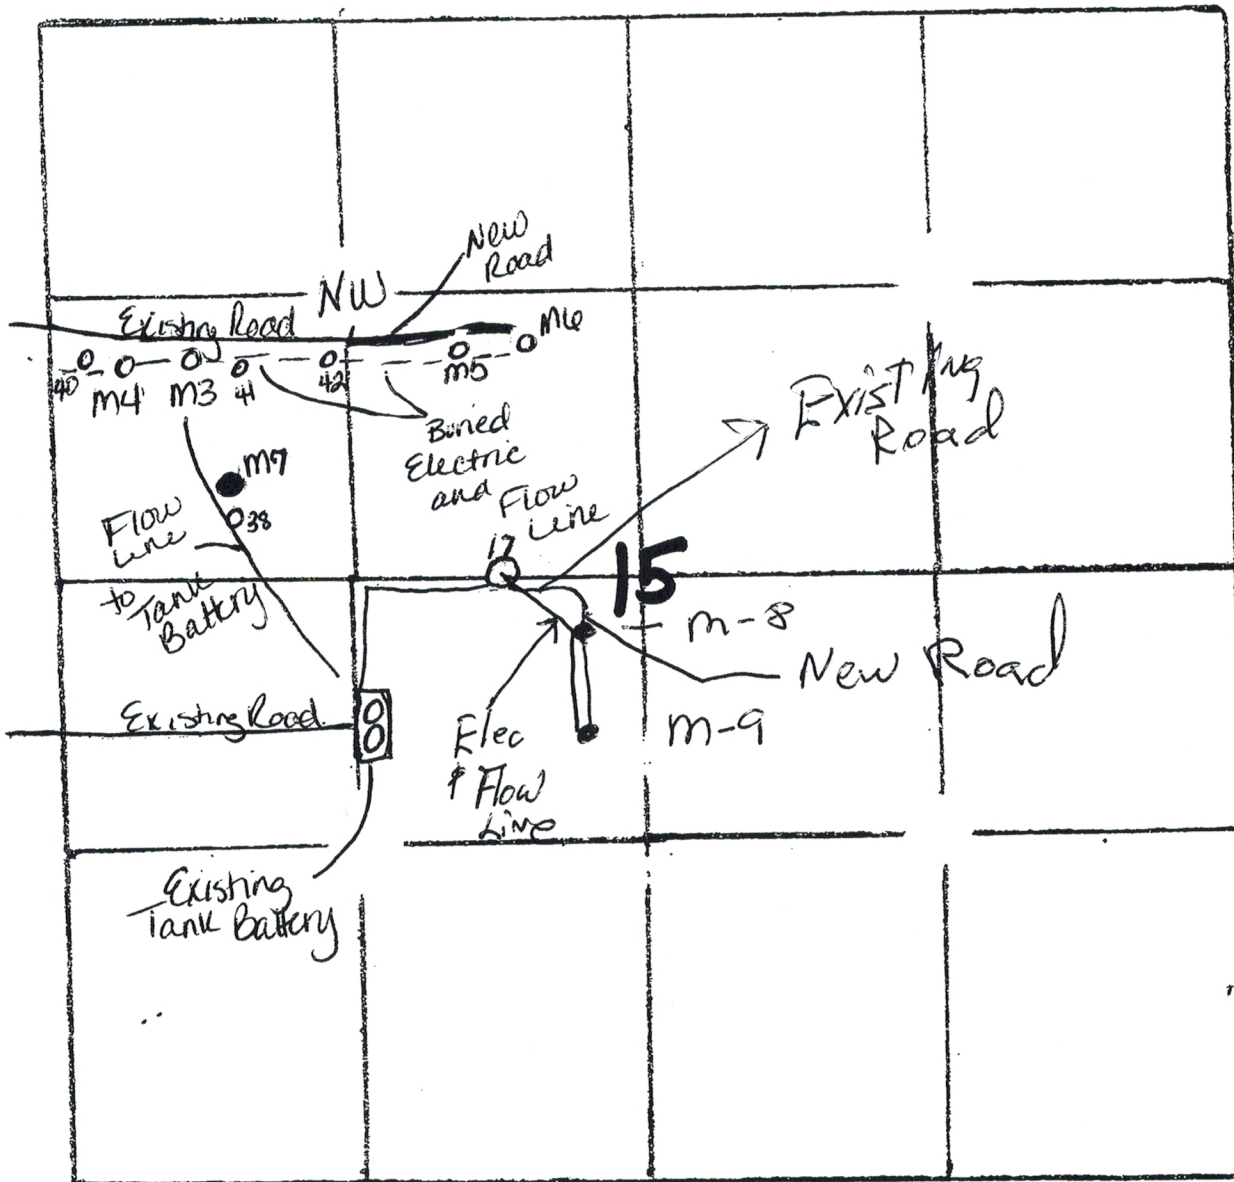 New
Road
NW
Existing Road
M6
40
M4
M3
41
42
M5
Buried
Electric
and
Flow
Line
Existing
Road
M7
38
Flow
Line
to
Tank
Battery
17
15
M-8
New Road
M-9
Existing Road
Elec
& Flow
Line
Existing
Tank Battery